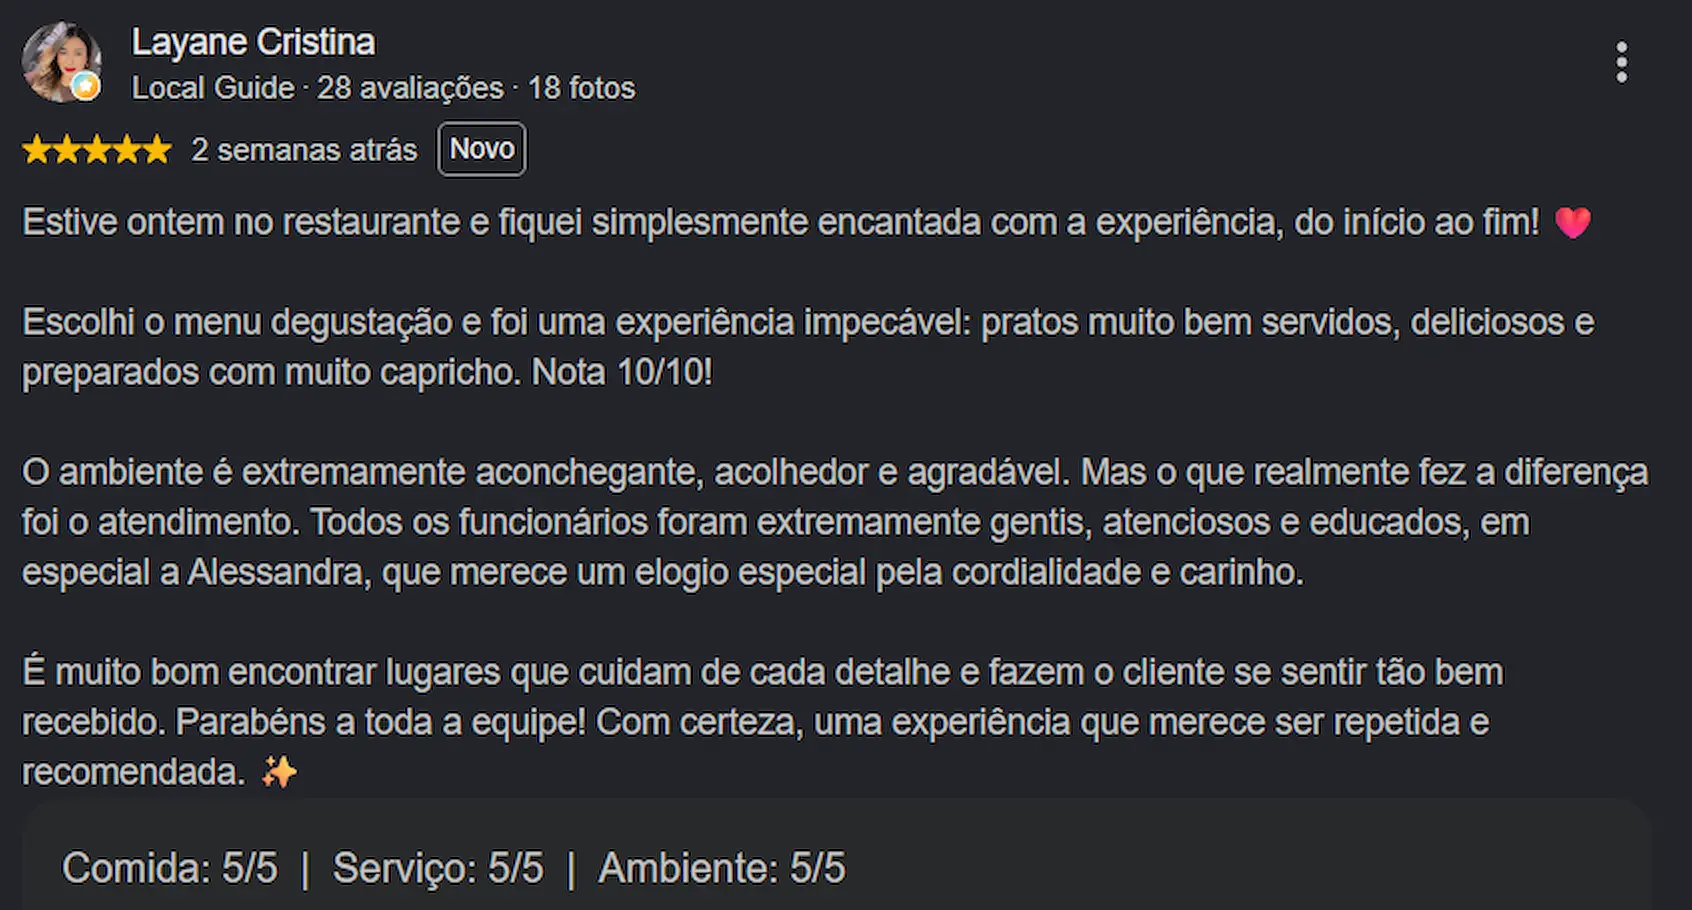 Layane Cristina
Local Guide · 28 avaliações · 18 fotos
★★★★★ 2 semanas atrás Novo
Estive ontem no restaurante e fiquei simplesmente encantada com a experiência, do início ao fim! ❤️
Escolhi o menu degustação e foi uma experiência impecável: pratos muito bem servidos, deliciosos e
preparados com muito capricho. Nota 10/10!
O ambiente é extremamente aconchegante, acolhedor e agradável. Mas o que realmente fez a diferença
foi o atendimento. Todos os funcionários foram extremamente gentis, atenciosos e educados, em
especial a Alessandra, que merece um elogio especial pela cordialidade e carinho.
É muito bom encontrar lugares que cuidam de cada detalhe e fazem o cliente se sentir tão bem
recebido. Parabéns a toda a equipe! Com certeza, uma experiência que merece ser repetida e
recomendada. ✨
Comida: 5/5 | Serviço: 5/5 | Ambiente: 5/5